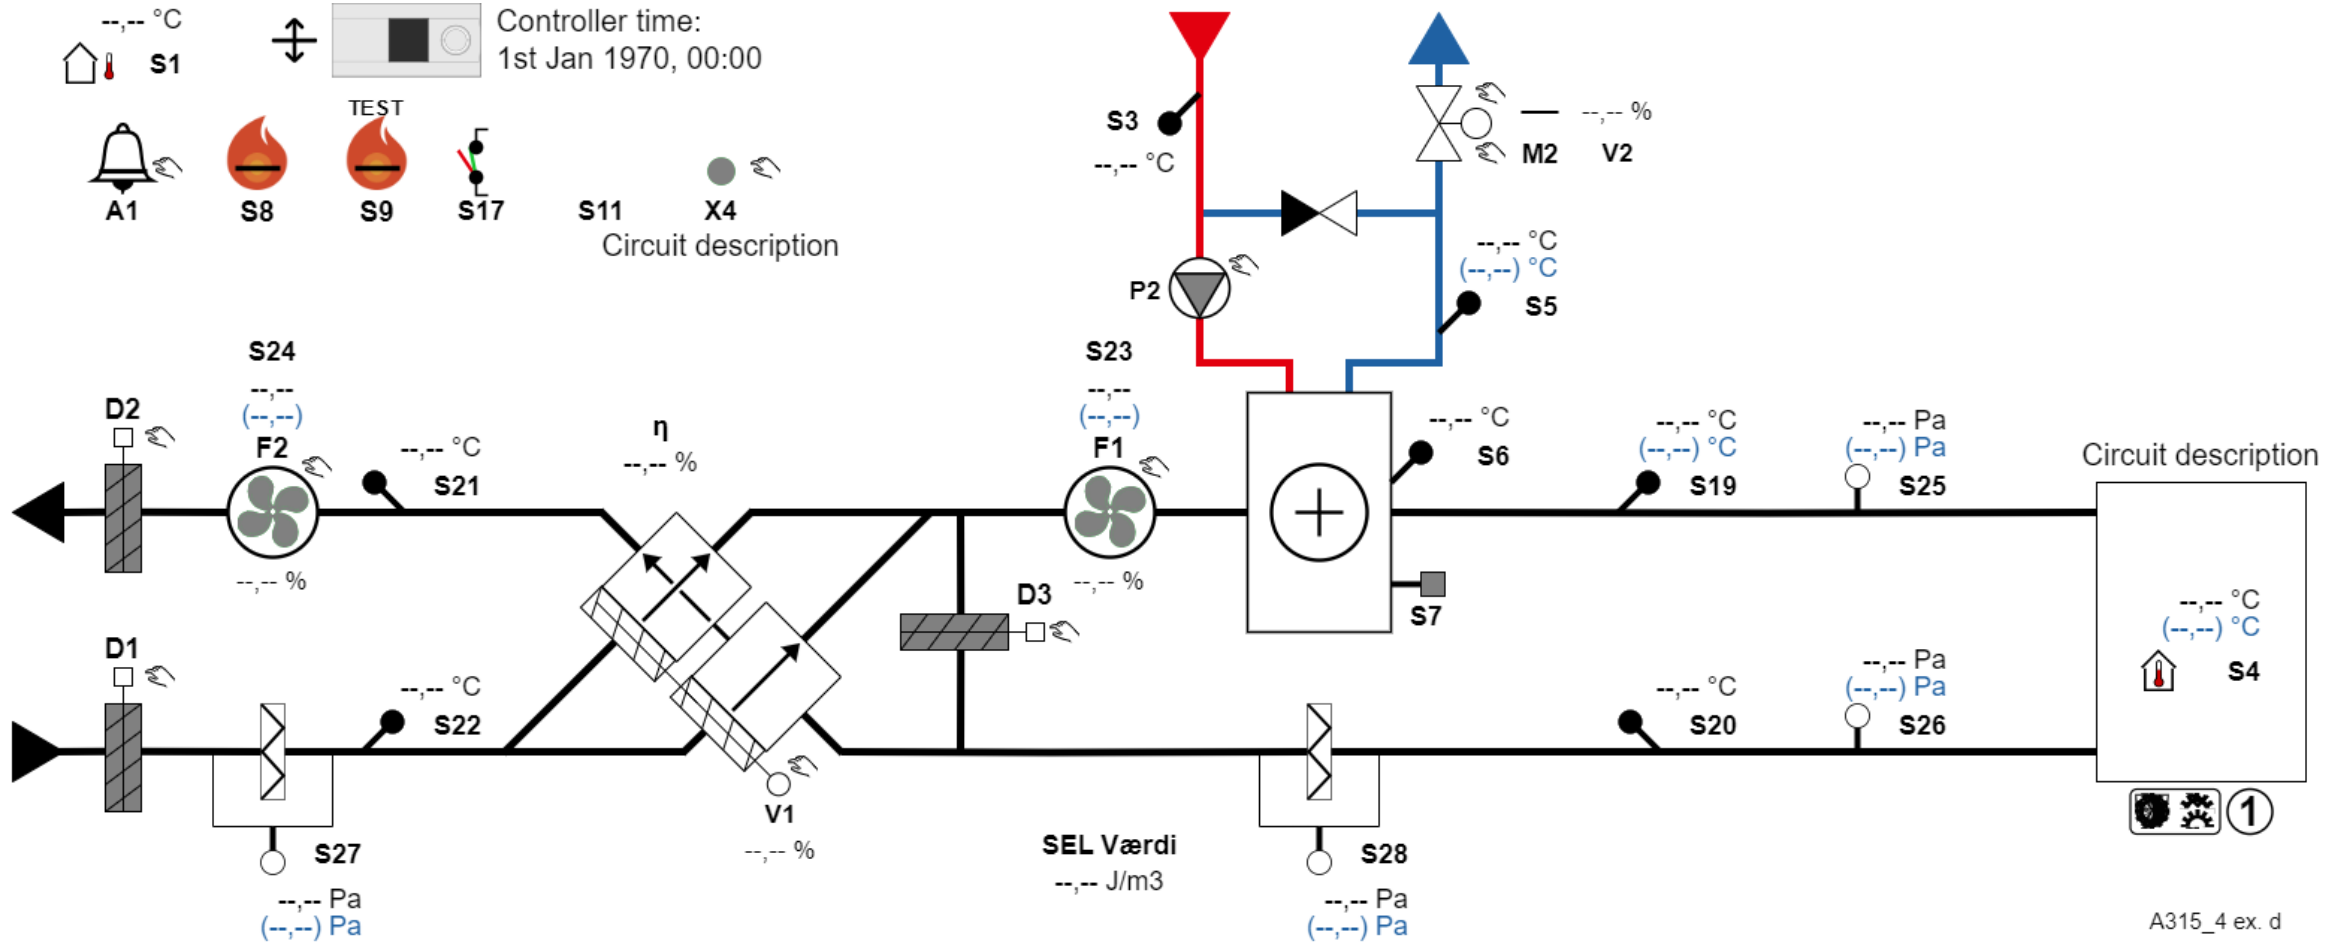 --,-- °C
S1
Controller time:
1st Jan 1970, 00:00
TEST
A1
S8
S9
S17
S11
X4
Circuit description
S3
--,-- °C
--,-- %
M2
V2
--,-- °C
(--,--) °C
S5
P2
S24
--,--
(--,--)
F2
--,-- %
D2
--,-- °C
S21
η
--,-- %
S23
--,--
(--,--)
F1
--,-- %
--,-- °C
S6
--,-- °C
(--,--) °C
S19
--,-- Pa
(--,--) Pa
S25
Circuit description
D3
S7
--,-- °C
(--,--) °C
S4
D1
--,-- °C
S22
--,-- °C
S20
--,-- Pa
(--,--) Pa
S26
V1
--,-- %
S27
--,-- Pa
(--,--) Pa
SEL Værdi
--,-- J/m3
S28
--,-- Pa
(--,--) Pa
1
A315_4 ex. d